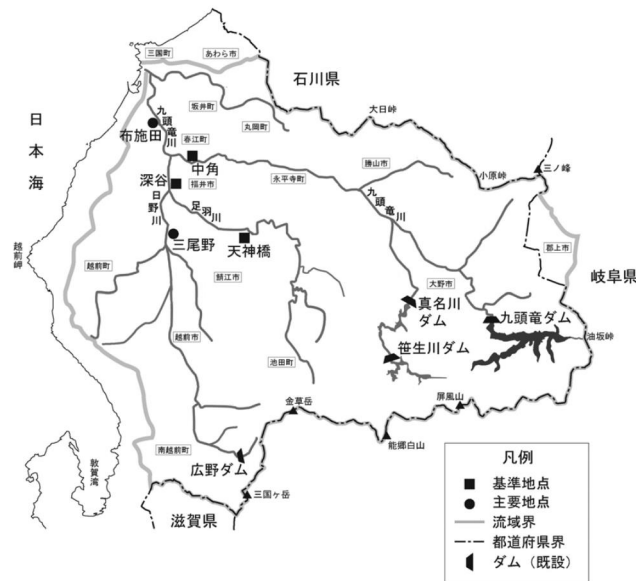 三国町
あわら市
石川県
坂井町
大日峠
丸岡町
日本海
九頭竜川
布施田
春江町
中角
勝山市
小原峠
三ノ峰
深谷
福井市
永平寺町
九頭竜川
日野川
足羽川
三尾野
天神橋
郡上市
越前岬
越前町
鯖江市
大野市
岐阜県
真名川
ダム
九頭竜ダム
越前市
油坂峠
笹生川ダム
池田町
屏風山
金草岳
能郷白山
南越前町
広野ダム
敦賀湾
三国ヶ岳
滋賀県
凡例
基準地点
主要地点
流域界
都道府県界
ダム（既設）